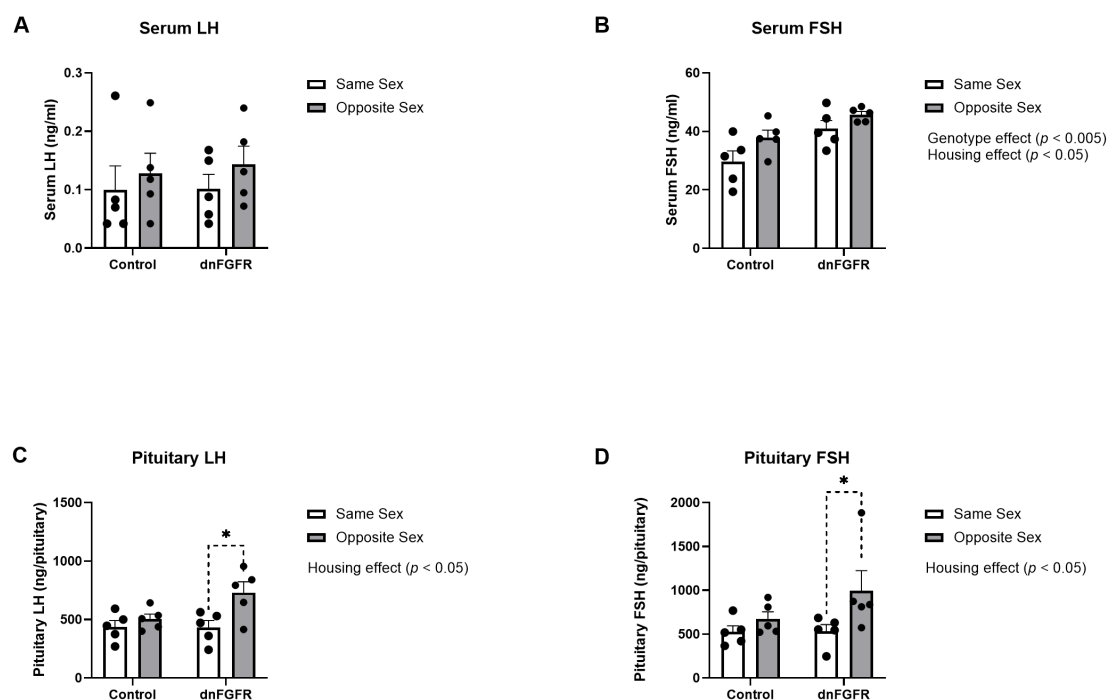 A
Serum LH
Serum LH (ng/ml)
0.3
0.2
0.1
0.0
Control
dnFGFR
Same Sex
Opposite Sex
B
Serum FSH
Serum FSH (ng/ml)
60
40
20
0
Control
dnFGFR
Same Sex
Opposite Sex
Genotype effect (p < 0.005)
Housing effect (p < 0.05)
C
Pituitary LH
Pituitary LH (ng/pituitary)
1500
1000
500
0
*
Control
dnFGFR
Same Sex
Opposite Sex
Housing effect (p < 0.05)
D
Pituitary FSH
Pituitary FSH (ng/pituitary)
2000
1500
1000
500
0
*
Control
dnFGFR
Same Sex
Opposite Sex
Housing effect (p < 0.05)